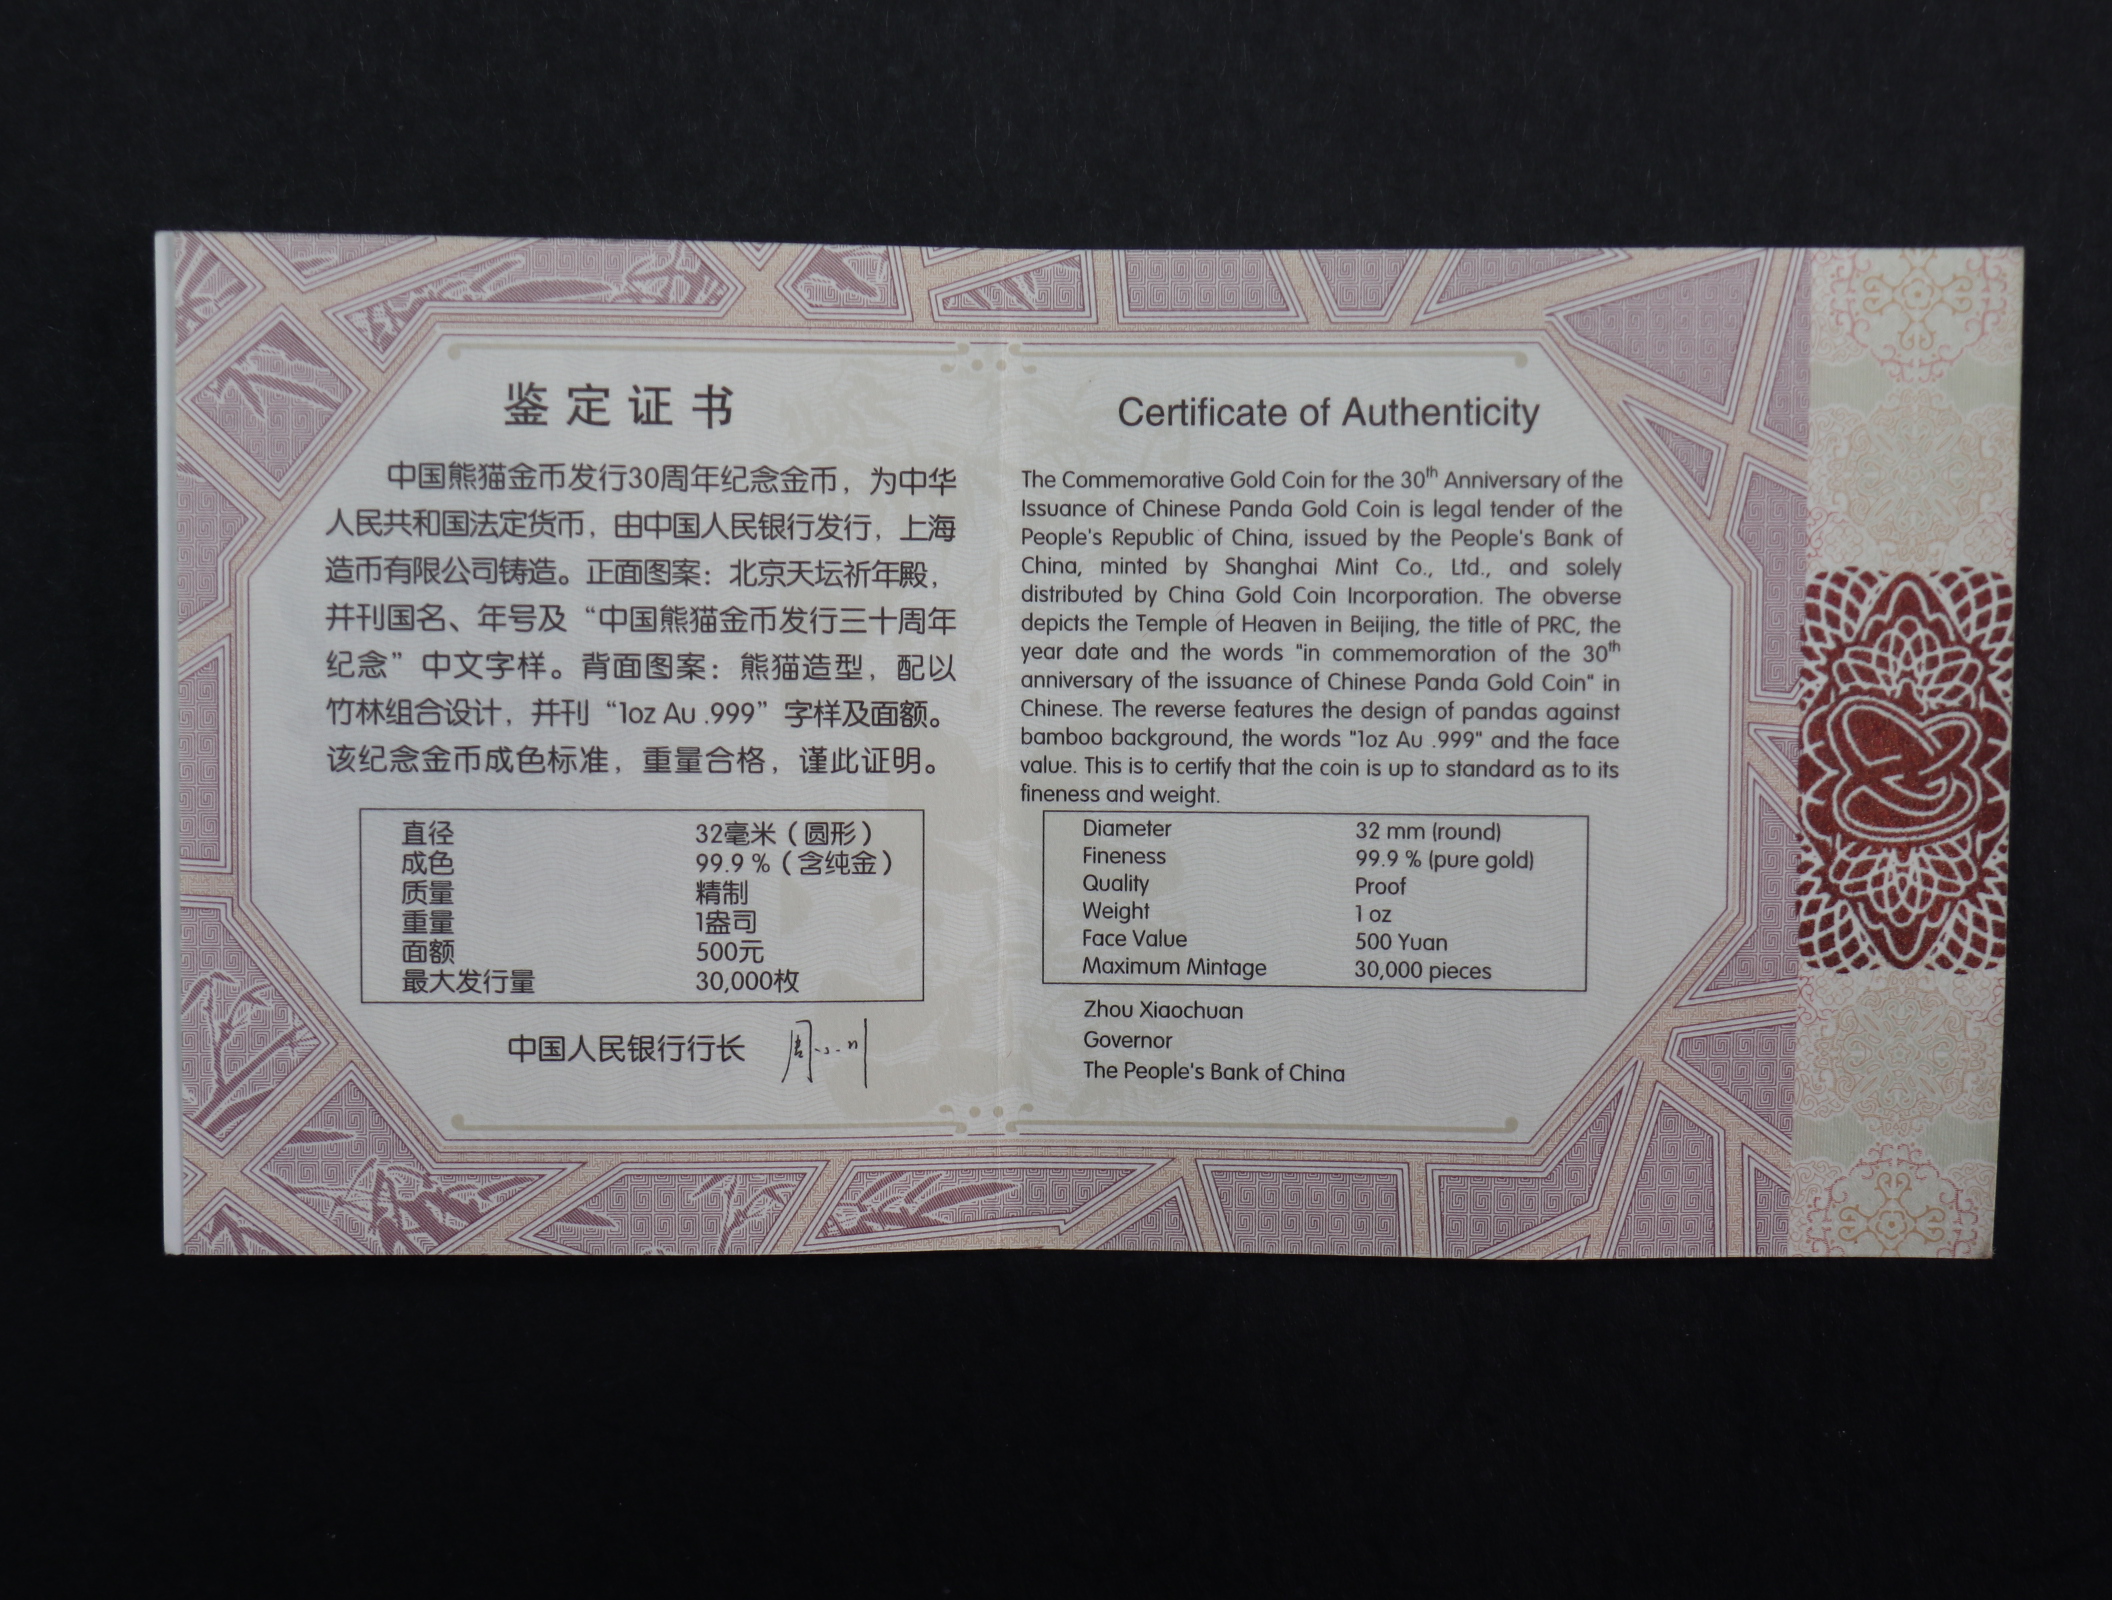 鉴定证书
中国熊猫金币发行30周年纪念金币，为中华
人民共和国法定货币，由中国人民银行发行，上海
造币有限公司铸造。正面图案：北京天坛祈年殿，
并刊国名、年号及“中国熊猫金币发行三十周年
纪念”中文字样。背面图案：熊猫造型，配以
竹林组合设计，并刊“1oz Au .999”字样及面额。
该纪念金币成色标准，重量合格，谨此证明。
直径 32毫米（圆形）
成色 99.9 %（含纯金）
质量 精制
重量 1盎司
面额 500元
最大发行量 30,000枚
中国人民银行行长 周小川
Certificate of Authenticity
The Commemorative Gold Coin for the 30th Anniversary of the
Issuance of Chinese Panda Gold Coin is legal tender of the
People's Republic of China, issued by the People's Bank of
China, minted by Shanghai Mint Co., Ltd., and solely
distributed by China Gold Coin Incorporation. The obverse
depicts the Temple of Heaven in Beijing, the title of PRC, the
year date and the words "in commemoration of the 30th
anniversary of the issuance of Chinese Panda Gold Coin" in
Chinese. The reverse features the design of pandas against
bamboo background, the words "1oz Au .999" and the face
value. This is to certify that the coin is up to standard as to its
fineness and weight.
Diameter 32 mm (round)
Fineness 99.9 % (pure gold)
Quality Proof
Weight 1 oz
Face Value 500 Yuan
Maximum Mintage 30,000 pieces
Zhou Xiaochuan
Governor
The People's Bank of China